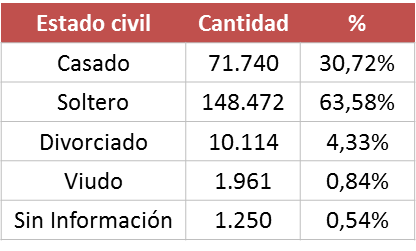 Estado civil Cantidad %
Casado 71.740 30,72%
Soltero 148.472 63,58%
Divorciado 10.114 4,33%
Viudo 1.961 0,84%
Sin Información 1.250 0,54%